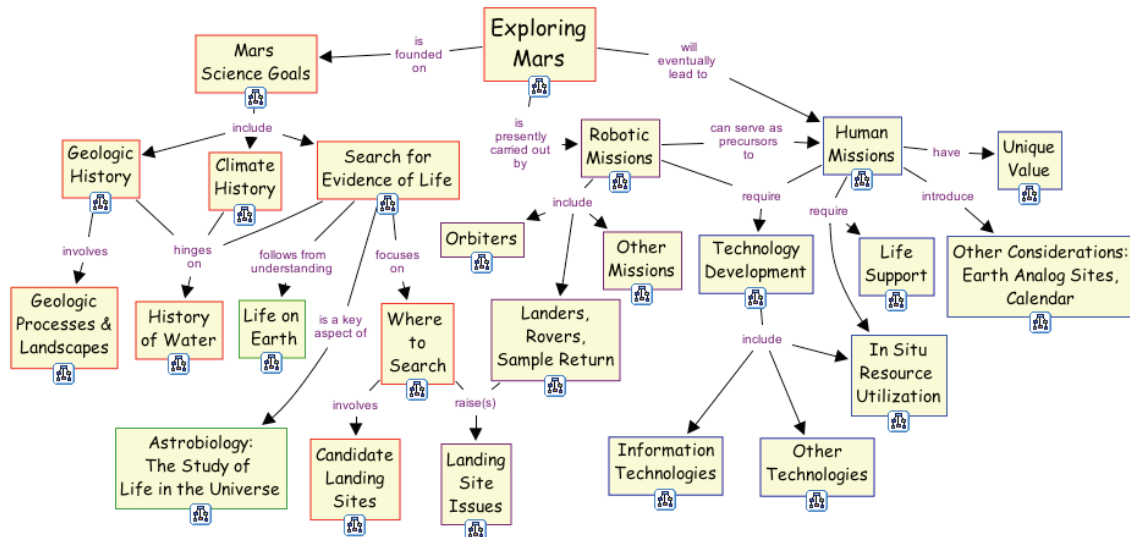 Exploring
Mars
is
founded
on
Mars
Science Goals
will
eventually
lead to
is
presently
carried out
by
include
Geologic
History
Climate
History
Search for
Evidence of Life
Robotic
Missions
can serve as
precursors
to
Human
Missions
have
Unique
Value
involves
hinges
on
follows from
understanding
focuses
on
include
require
require
introduce
Orbiters
Other
Missions
Technology
Development
Life
Support
Other Considerations:
Earth Analog Sites,
Calendar
Geologic
Processes &
Landscapes
History
of Water
Life on
Earth
is a key
aspect of
Where
to
Search
Landers,
Rovers,
Sample Return
include
In Situ
Resource
Utilization
involves
raise(s)
Astrobiology:
The Study of
Life in the Universe
Candidate
Landing
Sites
Landing
Site
Issues
Information
Technologies
Other
Technologies